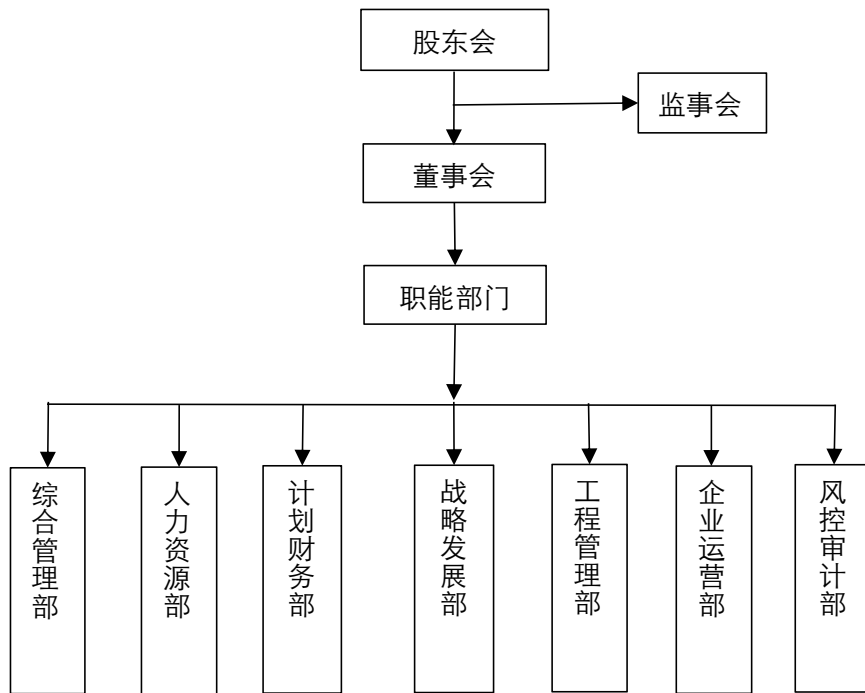 股东会
监事会
董事会
职能部门
综合管理部
人力资源部
计划财务部
战略发展部
工程管理部
企业运营部
风控审计部